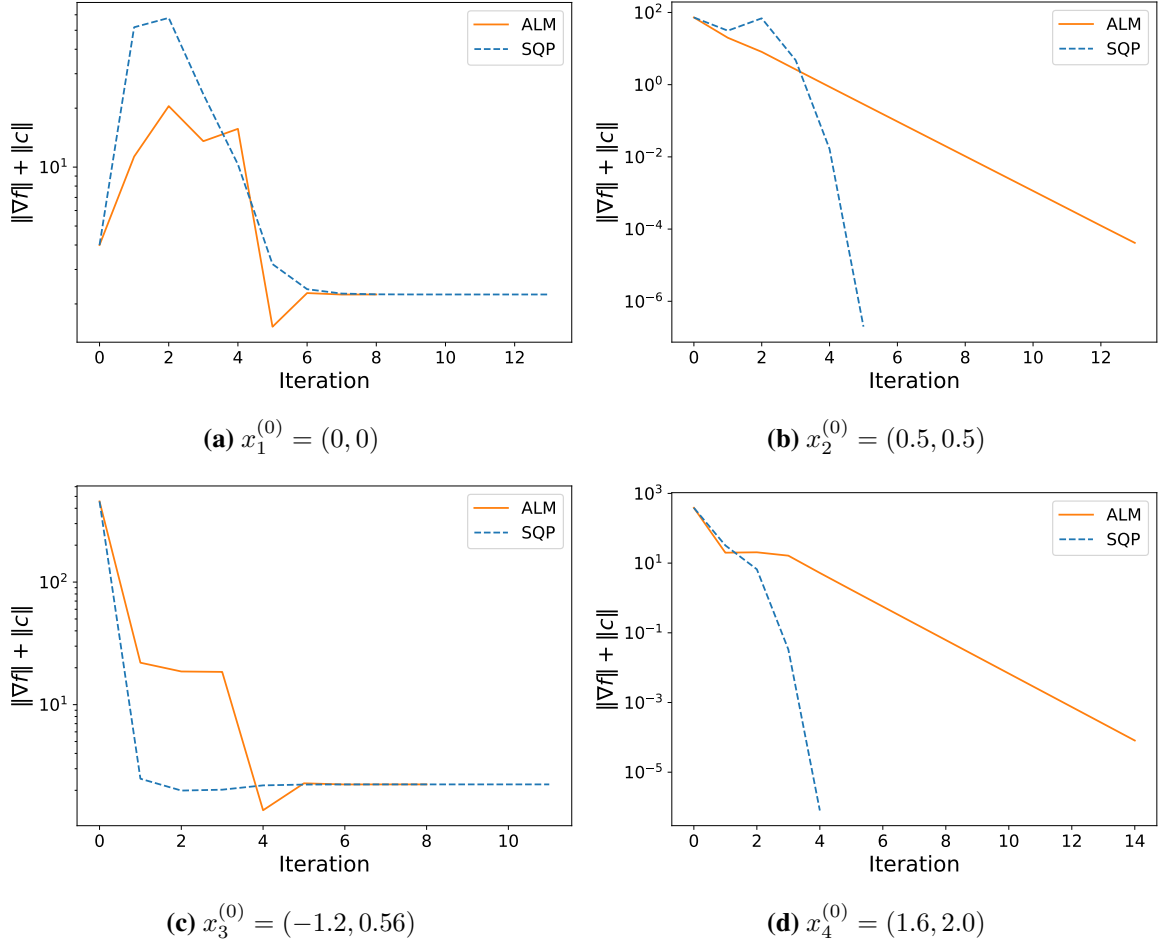 ALM
SQP
10^1
‖∇f‖ + ‖c‖
0 2 4 6 8 10 12
Iteration
(a) x_1^{(0)} = (0, 0)
ALM
SQP
10^2
10^0
10^{-2}
10^{-4}
10^{-6}
‖∇f‖ + ‖c‖
0 2 4 6 8 10 12
Iteration
(b) x_2^{(0)} = (0.5, 0.5)
ALM
SQP
10^2
10^1
‖∇f‖ + ‖c‖
0 2 4 6 8 10
Iteration
(c) x_3^{(0)} = (−1.2, 0.56)
ALM
SQP
10^3
10^1
10^{-1}
10^{-3}
10^{-5}
‖∇f‖ + ‖c‖
0 2 4 6 8 10 12 14
Iteration
(d) x_4^{(0)} = (1.6, 2.0)